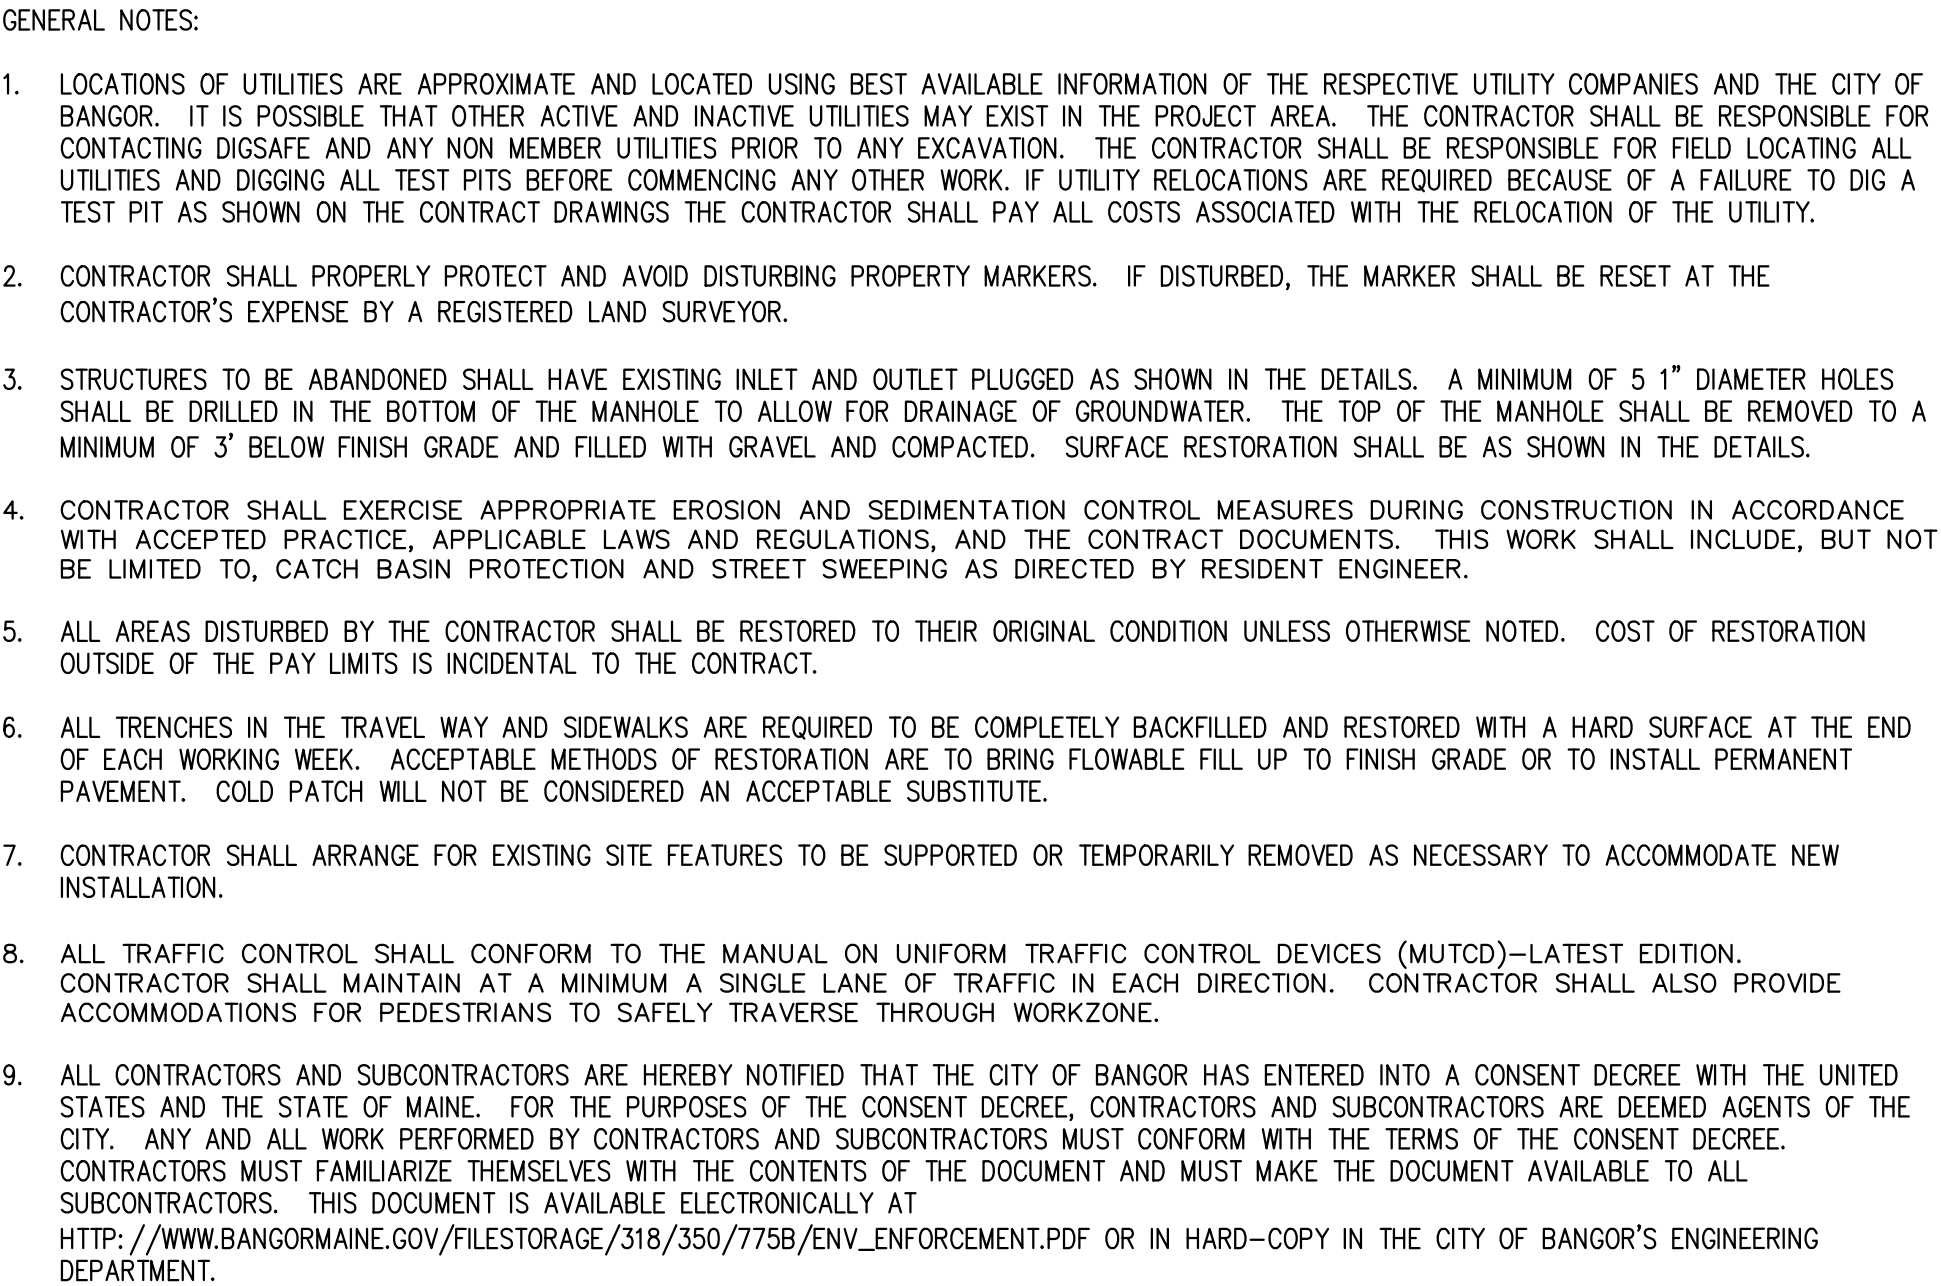 GENERAL NOTES:
1. LOCATIONS OF UTILITIES ARE APPROXIMATE AND LOCATED USING BEST AVAILABLE INFORMATION OF THE RESPECTIVE UTILITY COMPANIES AND THE CITY OF
BANGOR. IT IS POSSIBLE THAT OTHER ACTIVE AND INACTIVE UTILITIES MAY EXIST IN THE PROJECT AREA. THE CONTRACTOR SHALL BE RESPONSIBLE FOR
CONTACTING DIGSAFE AND ANY NON MEMBER UTILITIES PRIOR TO ANY EXCAVATION. THE CONTRACTOR SHALL BE RESPONSIBLE FOR FIELD LOCATING ALL
UTILITIES AND DIGGING ALL TEST PITS BEFORE COMMENCING ANY OTHER WORK. IF UTILITY RELOCATIONS ARE REQUIRED BECAUSE OF A FAILURE TO DIG A
TEST PIT AS SHOWN ON THE CONTRACT DRAWINGS THE CONTRACTOR SHALL PAY ALL COSTS ASSOCIATED WITH THE RELOCATION OF THE UTILITY.
2. CONTRACTOR SHALL PROPERLY PROTECT AND AVOID DISTURBING PROPERTY MARKERS. IF DISTURBED, THE MARKER SHALL BE RESET AT THE
CONTRACTOR'S EXPENSE BY A REGISTERED LAND SURVEYOR.
3. STRUCTURES TO BE ABANDONED SHALL HAVE EXISTING INLET AND OUTLET PLUGGED AS SHOWN IN THE DETAILS. A MINIMUM OF 5 1" DIAMETER HOLES
SHALL BE DRILLED IN THE BOTTOM OF THE MANHOLE TO ALLOW FOR DRAINAGE OF GROUNDWATER. THE TOP OF THE MANHOLE SHALL BE REMOVED TO A
MINIMUM OF 3' BELOW FINISH GRADE AND FILLED WITH GRAVEL AND COMPACTED. SURFACE RESTORATION SHALL BE AS SHOWN IN THE DETAILS.
4. CONTRACTOR SHALL EXERCISE APPROPRIATE EROSION AND SEDIMENTATION CONTROL MEASURES DURING CONSTRUCTION IN ACCORDANCE
WITH ACCEPTED PRACTICE, APPLICABLE LAWS AND REGULATIONS, AND THE CONTRACT DOCUMENTS. THIS WORK SHALL INCLUDE, BUT NOT
BE LIMITED TO, CATCH BASIN PROTECTION AND STREET SWEEPING AS DIRECTED BY RESIDENT ENGINEER.
5. ALL AREAS DISTURBED BY THE CONTRACTOR SHALL BE RESTORED TO THEIR ORIGINAL CONDITION UNLESS OTHERWISE NOTED. COST OF RESTORATION
OUTSIDE OF THE PAY LIMITS IS INCIDENTAL TO THE CONTRACT.
6. ALL TRENCHES IN THE TRAVEL WAY AND SIDEWALKS ARE REQUIRED TO BE COMPLETELY BACKFILLED AND RESTORED WITH A HARD SURFACE AT THE END
OF EACH WORKING WEEK. ACCEPTABLE METHODS OF RESTORATION ARE TO BRING FLOWABLE FILL UP TO FINISH GRADE OR TO INSTALL PERMANENT
PAVEMENT. COLD PATCH WILL NOT BE CONSIDERED AN ACCEPTABLE SUBSTITUTE.
7. CONTRACTOR SHALL ARRANGE FOR EXISTING SITE FEATURES TO BE SUPPORTED OR TEMPORARILY REMOVED AS NECESSARY TO ACCOMMODATE NEW
INSTALLATION.
8. ALL TRAFFIC CONTROL SHALL CONFORM TO THE MANUAL ON UNIFORM TRAFFIC CONTROL DEVICES (MUTCD)-LATEST EDITION.
CONTRACTOR SHALL MAINTAIN AT A MINIMUM A SINGLE LANE OF TRAFFIC IN EACH DIRECTION. CONTRACTOR SHALL ALSO PROVIDE
ACCOMMODATIONS FOR PEDESTRIANS TO SAFELY TRAVERSE THROUGH WORKZONE.
9. ALL CONTRACTORS AND SUBCONTRACTORS ARE HEREBY NOTIFIED THAT THE CITY OF BANGOR HAS ENTERED INTO A CONSENT DECREE WITH THE UNITED
STATES AND THE STATE OF MAINE. FOR THE PURPOSES OF THE CONSENT DECREE, CONTRACTORS AND SUBCONTRACTORS ARE DEEMED AGENTS OF THE
CITY. ANY AND ALL WORK PERFORMED BY CONTRACTORS AND SUBCONTRACTORS MUST CONFORM WITH THE TERMS OF THE CONSENT DECREE.
CONTRACTORS MUST FAMILIARIZE THEMSELVES WITH THE CONTENTS OF THE DOCUMENT AND MUST MAKE THE DOCUMENT AVAILABLE TO ALL
SUBCONTRACTORS. THIS DOCUMENT IS AVAILABLE ELECTRONICALLY AT
HTTP://WWW.BANGORMAINE.GOV/FILESTORAGE/318/350/775B/ENV_ENFORCEMENT.PDF OR IN HARD-COPY IN THE CITY OF BANGOR'S ENGINEERING
DEPARTMENT.